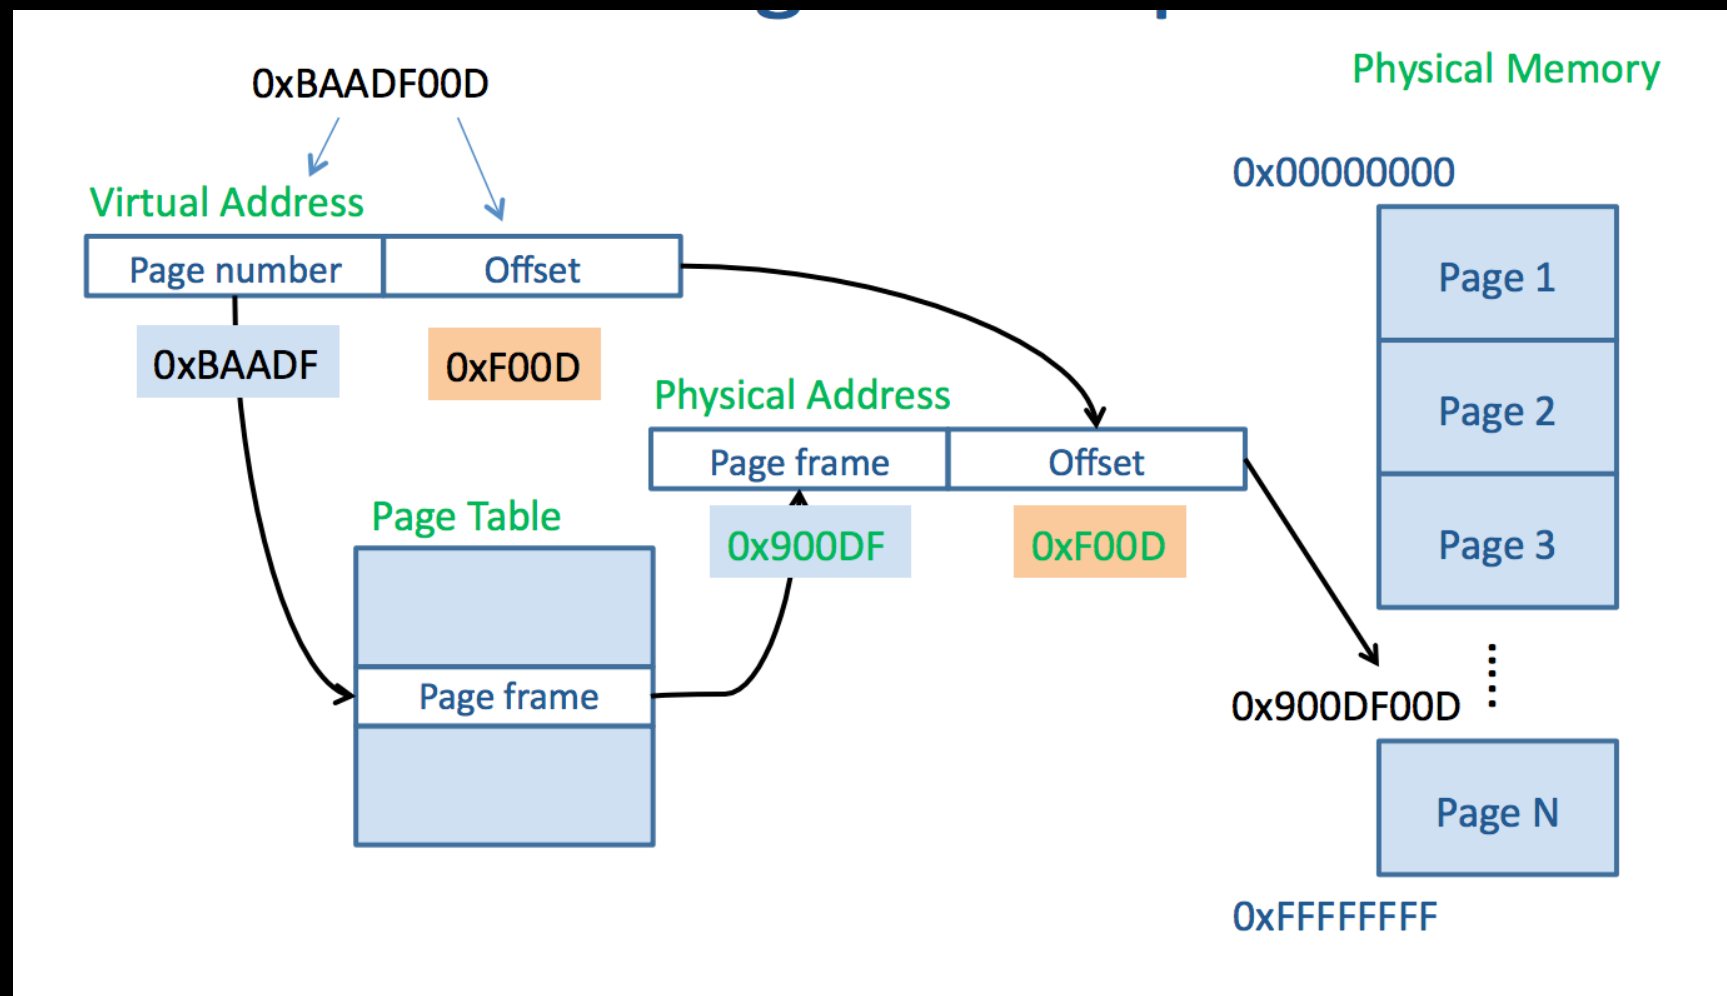 0xBAADF00D
Physical Memory
0x00000000
Virtual Address
Page number
Offset
0xBAADF
0xF00D
Page 1
Page 2
Page 3
Physical Address
Page frame
Offset
0x900DF
0xF00D
Page Table
Page frame
0x900DF00D
Page N
0xFFFFFFFF